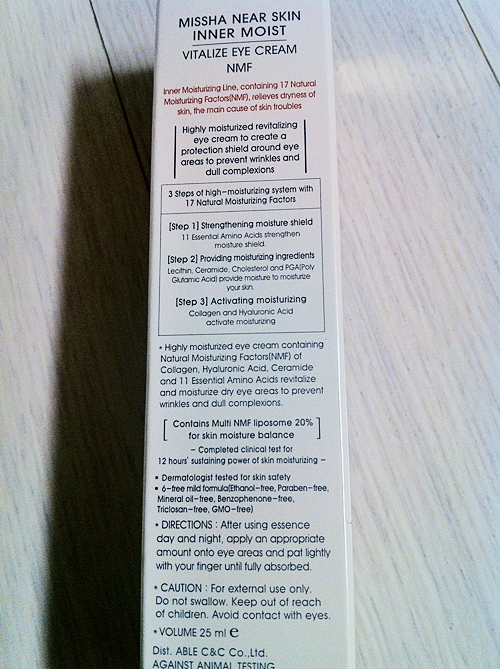 MISSHA NEAR SKIN
INNER MOIST
VITALIZE EYE CREAM
NMF
Inner Moisturizing Line, containing 17 Natural
Moisturizing Factors(NMF), relieves dryness of
skin, the main cause of skin troubles
Highly moisturized revitalizing
eye cream to create a
protection shield around eye
areas to prevent wrinkles and
dull complexions
3 Steps of high-moisturizing system with
17 Natural Moisturizing Factors
[Step 1] Strengthening moisture shield
11 Essential Amino Acids strengthen
moisture shield.
[Step 2] Providing moisturizing ingredients
Lecithin, Ceramide, Cholesterol and PGA(Poly
Glutamic Acid) provide moisture to moisturize
your skin.
[Step 3] Activating moisturizing
Collagen and Hyaluronic Acid
activate moisturizing
* Highly moisturized eye cream containing
Natural Moisturizing Factors(NMF) of
Collagen, Hyaluronic Acid, Ceramide
and 11 Essential Amino Acids revitalize
and moisturize dry eye areas to prevent
wrinkles and dull complexions.
[ Contains Multi NMF liposome 20%
for skin moisture balance ]
- Completed clinical test for
12 hours' sustaining power of skin moisturizing -
▪ Dermatologist tested for skin safety
▪ 6-free mild formula(Ethanol-free, Paraben-free,
Mineral oil-free, Benzophenone-free,
Triclosan-free, GMO-free)
* DIRECTIONS : After using essence
day and night, apply an appropriate
amount onto eye areas and pat lightly
with your finger until fully absorbed.
* CAUTION : For external use only.
Do not swallow. Keep out of reach
of children. Avoid contact with eyes.
* VOLUME 25 ml ℮
Dist. ABLE C&C Co.,Ltd.
AGAINST ANIMAL TESTING